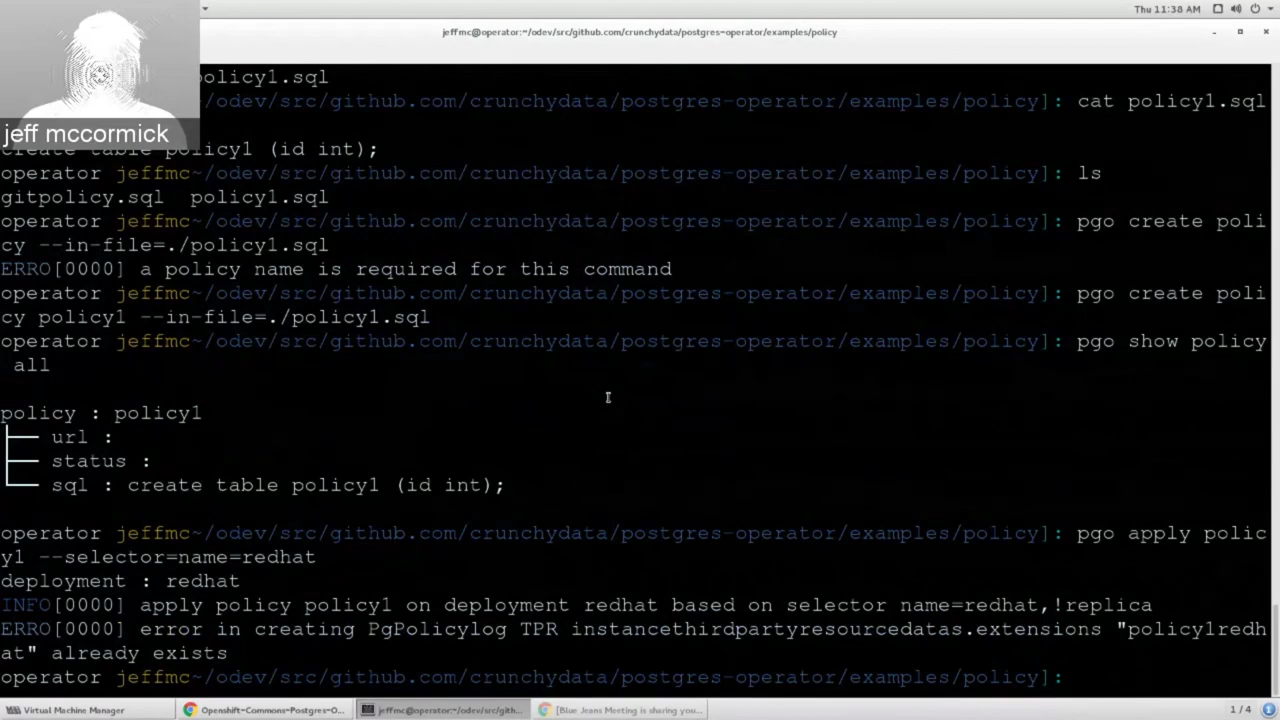 Thu 11:38 AM
jeffmc@operator:~/odev/src/github.com/crunchydata/postgres-operator/examples/policy
jeff mccormick
policy1.sql
~/odev/src/github.com/crunchydata/postgres-operator/examples/policy]: cat policy1.sql
create table policy1 (id int);
operator jeffmc~/odev/src/github.com/crunchydata/postgres-operator/examples/policy]: ls
gitpolicy.sql policy1.sql
operator jeffmc~/odev/src/github.com/crunchydata/postgres-operator/examples/policy]: pgo create poli
cy --in-file=./policy1.sql
ERRO[0000] a policy name is required for this command
operator jeffmc~/odev/src/github.com/crunchydata/postgres-operator/examples/policy]: pgo create poli
cy policy1 --in-file=./policy1.sql
operator jeffmc~/odev/src/github.com/crunchydata/postgres-operator/examples/policy]: pgo show policy
all
policy : policy1
├── url :
├── status :
└── sql : create table policy1 (id int);
operator jeffmc~/odev/src/github.com/crunchydata/postgres-operator/examples/policy]: pgo apply polic
y1 --selector=name=redhat
deployment : redhat
INFO[0000] apply policy policy1 on deployment redhat based on selector name=redhat,!replica
ERRO[0000] error in creating PgPolicylog TPR instancethirdpartyresourcedatas.extensions "policy1redh
at" already exists
operator jeffmc~/odev/src/github.com/crunchydata/postgres-operator/examples/policy]:
Virtual Machine Manager
Openshift-Commons-Postgres-O...
jeffmc@operator:~/odev/src/gith...
[Blue Jeans Meeting is sharing you...
1 / 4